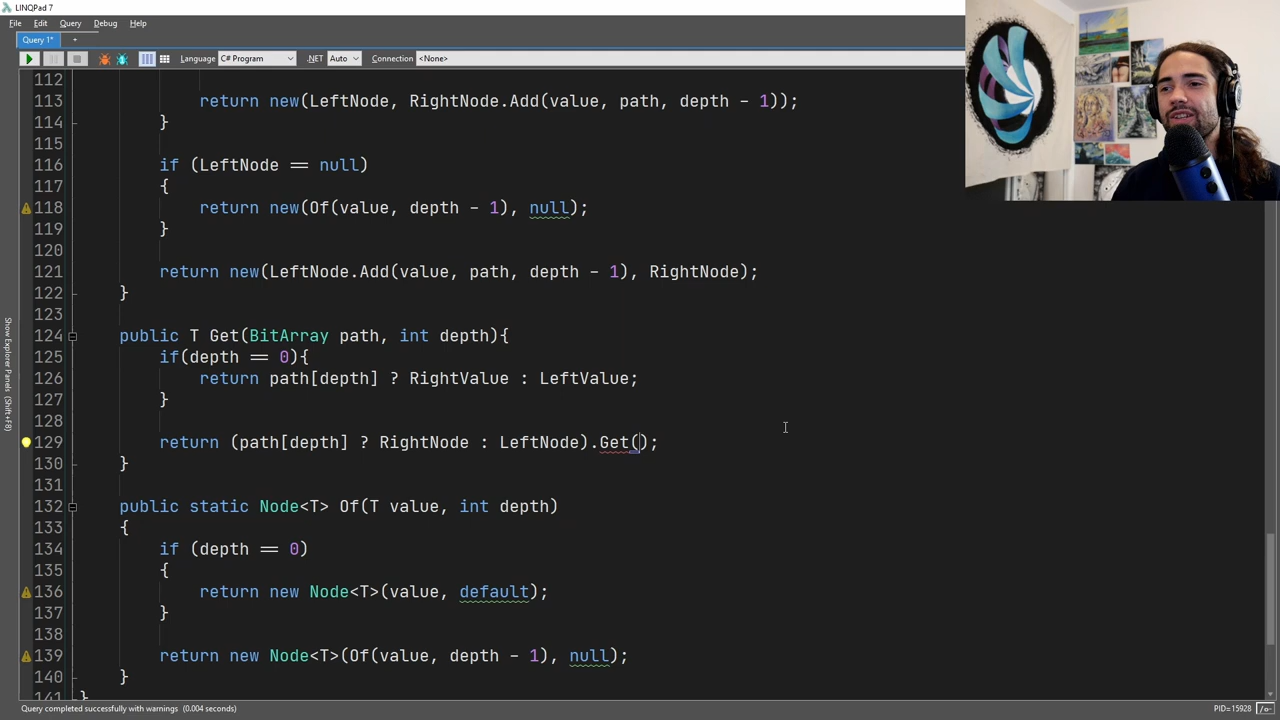 LINQPad 7
File Edit Query Debug Help
Query 1* +
Language C# Program .NET Auto Connection <None>
112
113 return new(LeftNode, RightNode.Add(value, path, depth - 1));
114 }
115
116 if (LeftNode == null)
117 {
118 return new(Of(value, depth - 1), null);
119 }
120
121 return new(LeftNode.Add(value, path, depth - 1), RightNode);
122 }
123
124 public T Get(BitArray path, int depth){
125 if(depth == 0){
126 return path[depth] ? RightValue : LeftValue;
127 }
128
129 return (path[depth] ? RightNode : LeftNode).Get();
130 }
131
132 public static Node<T> Of(T value, int depth)
133 {
134 if (depth == 0)
135 {
136 return new Node<T>(value, default);
137 }
138
139 return new Node<T>(Of(value, depth - 1), null);
140 }
141 }
Show Explorer Panels (Shift+F8)
Query completed successfully with warnings (0.004 seconds)
PID=15928 /o-